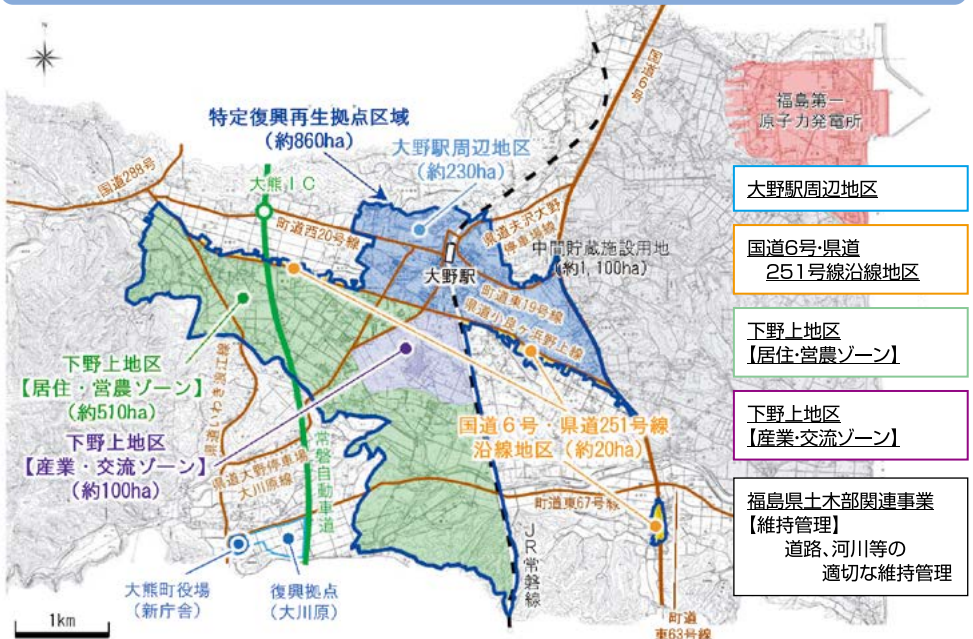 国道6号
福島第一
原子力発電所
特定復興再生拠点区域
(約860ha)
大野駅周辺地区
(約230ha)
国道288号
大熊IC
町道西20号線
県道夫沢大野
停車場線
中間貯蔵施設用地
(約1,100ha)
大野駅
町道東19号線
県道小良ヶ浜野上線
下野上地区
【居住・営農ゾーン】
(約510ha)
県道いわき浪江線
下野上地区
【産業・交流ゾーン】
(約100ha)
国道6号・県道251号線
沿線地区(約20ha)
県道大野停車場
大川原線
常磐自動車道
町道東67号線
JR常磐線
大熊町役場
(新庁舎)
復興拠点
(大川原)
町道
東63号線
1km
大野駅周辺地区
国道6号・県道
251号線沿線地区
下野上地区
【居住・営農ゾーン】
下野上地区
【産業・交流ゾーン】
福島県土木部関連事業
【維持管理】
道路、河川等の
適切な維持管理